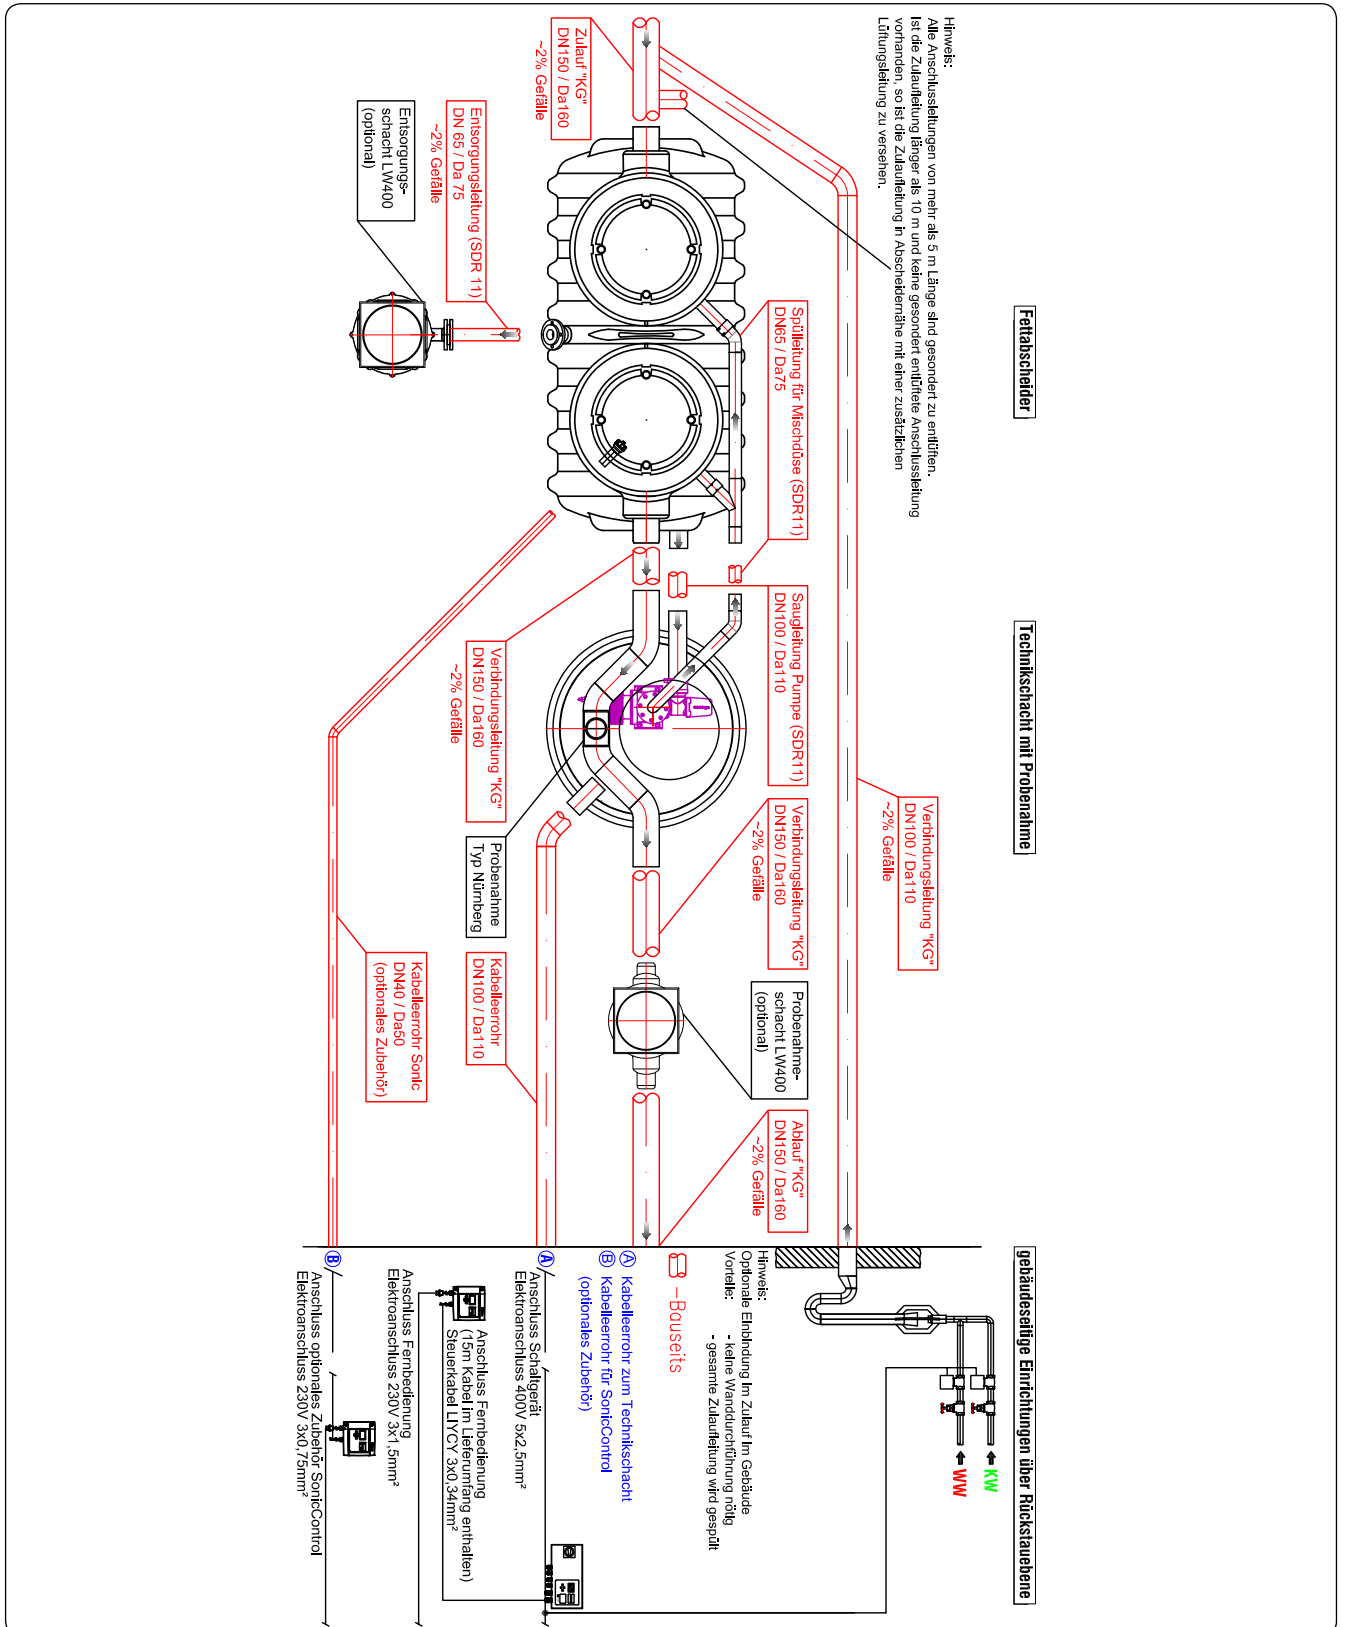 Fettabscheider
Technikschacht mit Probenahme
gebäudeseitige Einrichtungen über Rückstauebene
Hinweis:
Alle Anschlussleitungen von mehr als 5 m Länge sind gesondert zu entlüften.
Ist die Zulaufleitung länger als 10 m und keine gesondert entlüftete Anschlussleitung
vorhanden, so ist die Zulaufleitung in Abscheidernähe mit einer zusätzlichen
Lüftungsleitung zu versehen.
Verbindungsleitung "KG"
DN100 / Da110
~2% Gefälle
KW
WW
Spülleitung für Mischdüse (SDR11)
DN65 / Da75
Saugleitung Pumpe (SDR11)
DN100 / Da110
Verbindungsleitung "KG"
DN150 / Da160
~2% Gefälle
Probenahme-
schacht LW400
(optional)
Ablauf "KG"
DN150 / Da160
~2% Gefälle
Hinweis:
Optionale Einbindung im Zulauf im Gebäude
Vorteile:
- keine Wanddurchführung nötig
- gesamte Zulaufleitung wird gespült
-Bauseits
A Kabelleerrohr zum Technikschacht
B Kabelleerrohr für SonicControl
(optionales Zubehör)
Zulauf "KG"
DN150 / Da160
~2% Gefälle
Entsorgungsleitung (SDR 11)
DN 65 / Da 75
~2% Gefälle
Entsorgungs-
schacht LW400
(optional)
Verbindungsleitung "KG"
DN150 / Da160
~2% Gefälle
Probenahme
Typ Nürnberg
Kabelleerrohr
DN100 / Da110
Kabelleerrohr Sonic
DN40 / Da50
(optionales Zubehör)
A
Anschluss Schaltgerät
Elektroanschluss 400V 5x2,5mm²
Anschluss Fernbedienung
(15m Kabel im Lieferumfang enthalten)
Steuerkabel LIYCY 3x0,34mm²
Anschluss Fernbedienung
Elektroanschluss 230V 3x1,5mm²
B
Anschluss optionales Zubehör SonicControl
Elektroanschluss 230V 3x0,75mm²